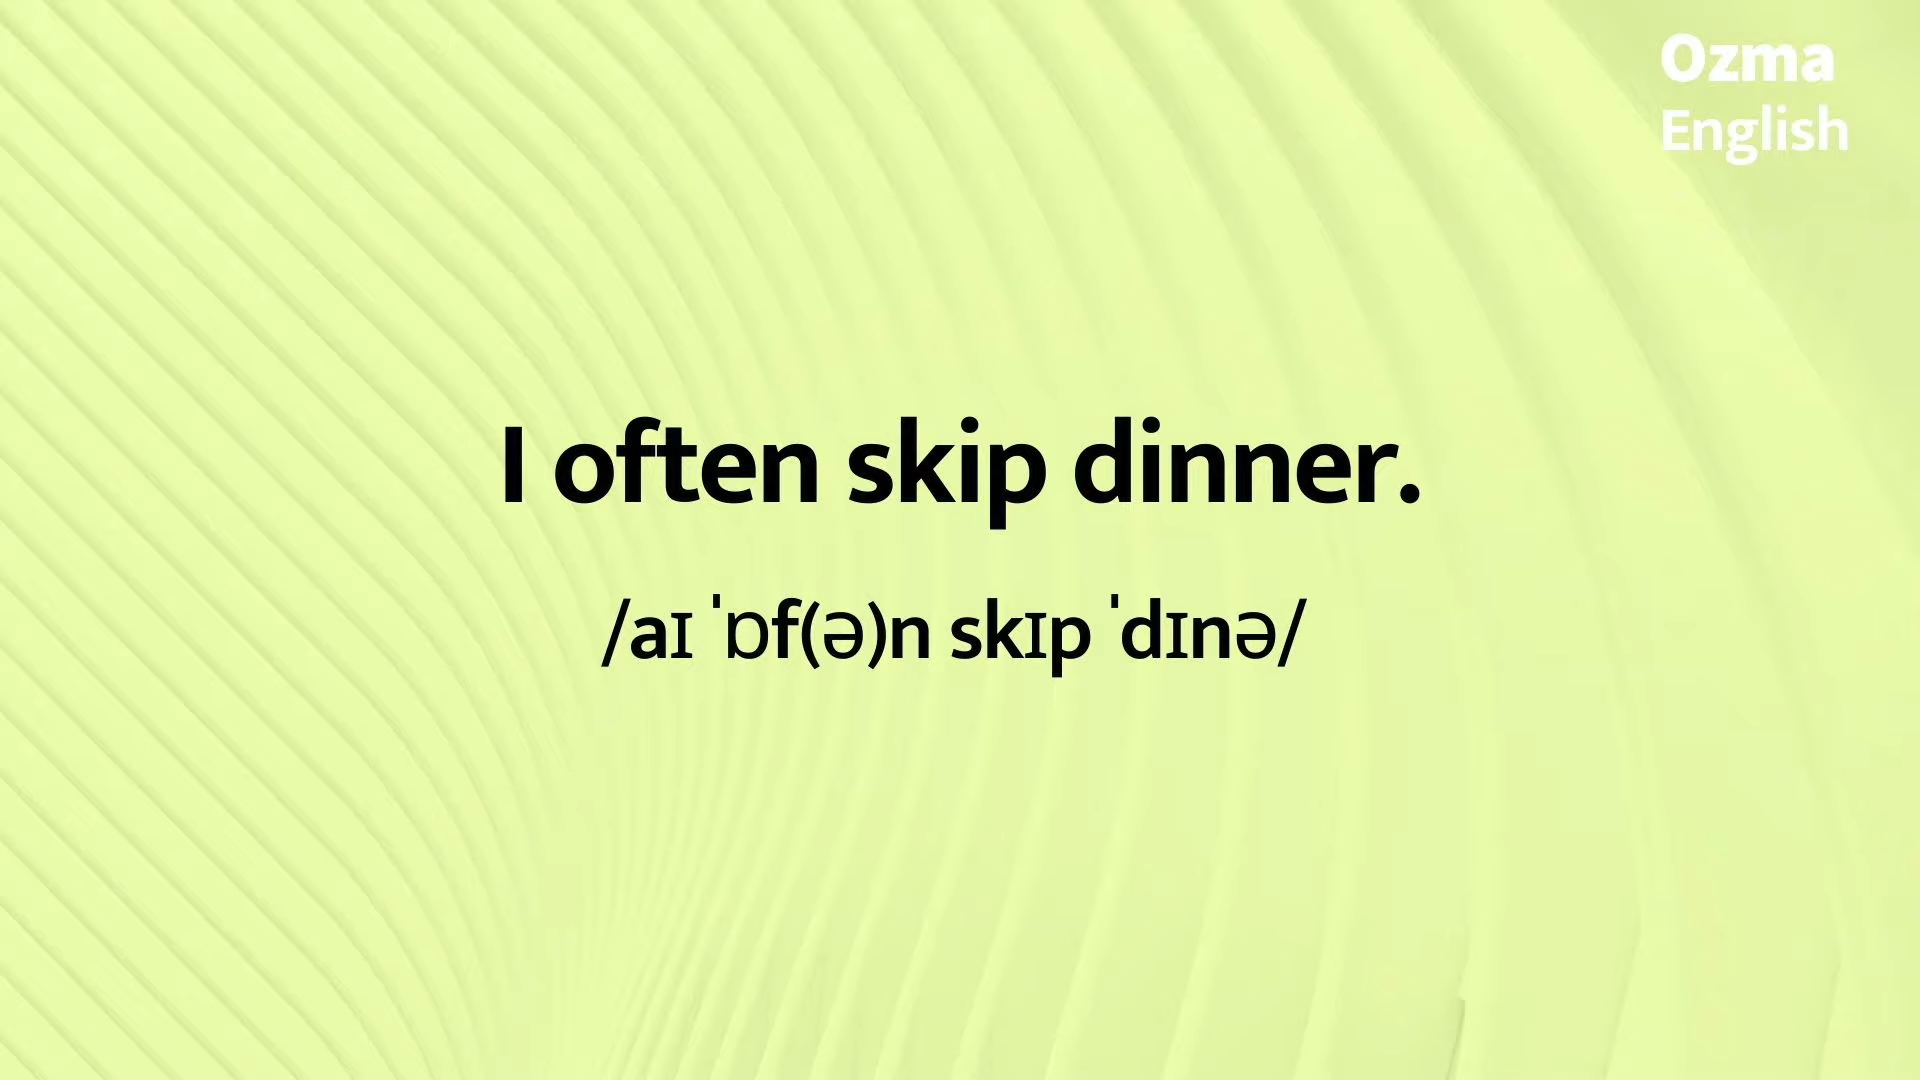 Ozma
English
I often skip dinner.
/aɪ ˈɒf(ə)n skɪp ˈdɪnə/